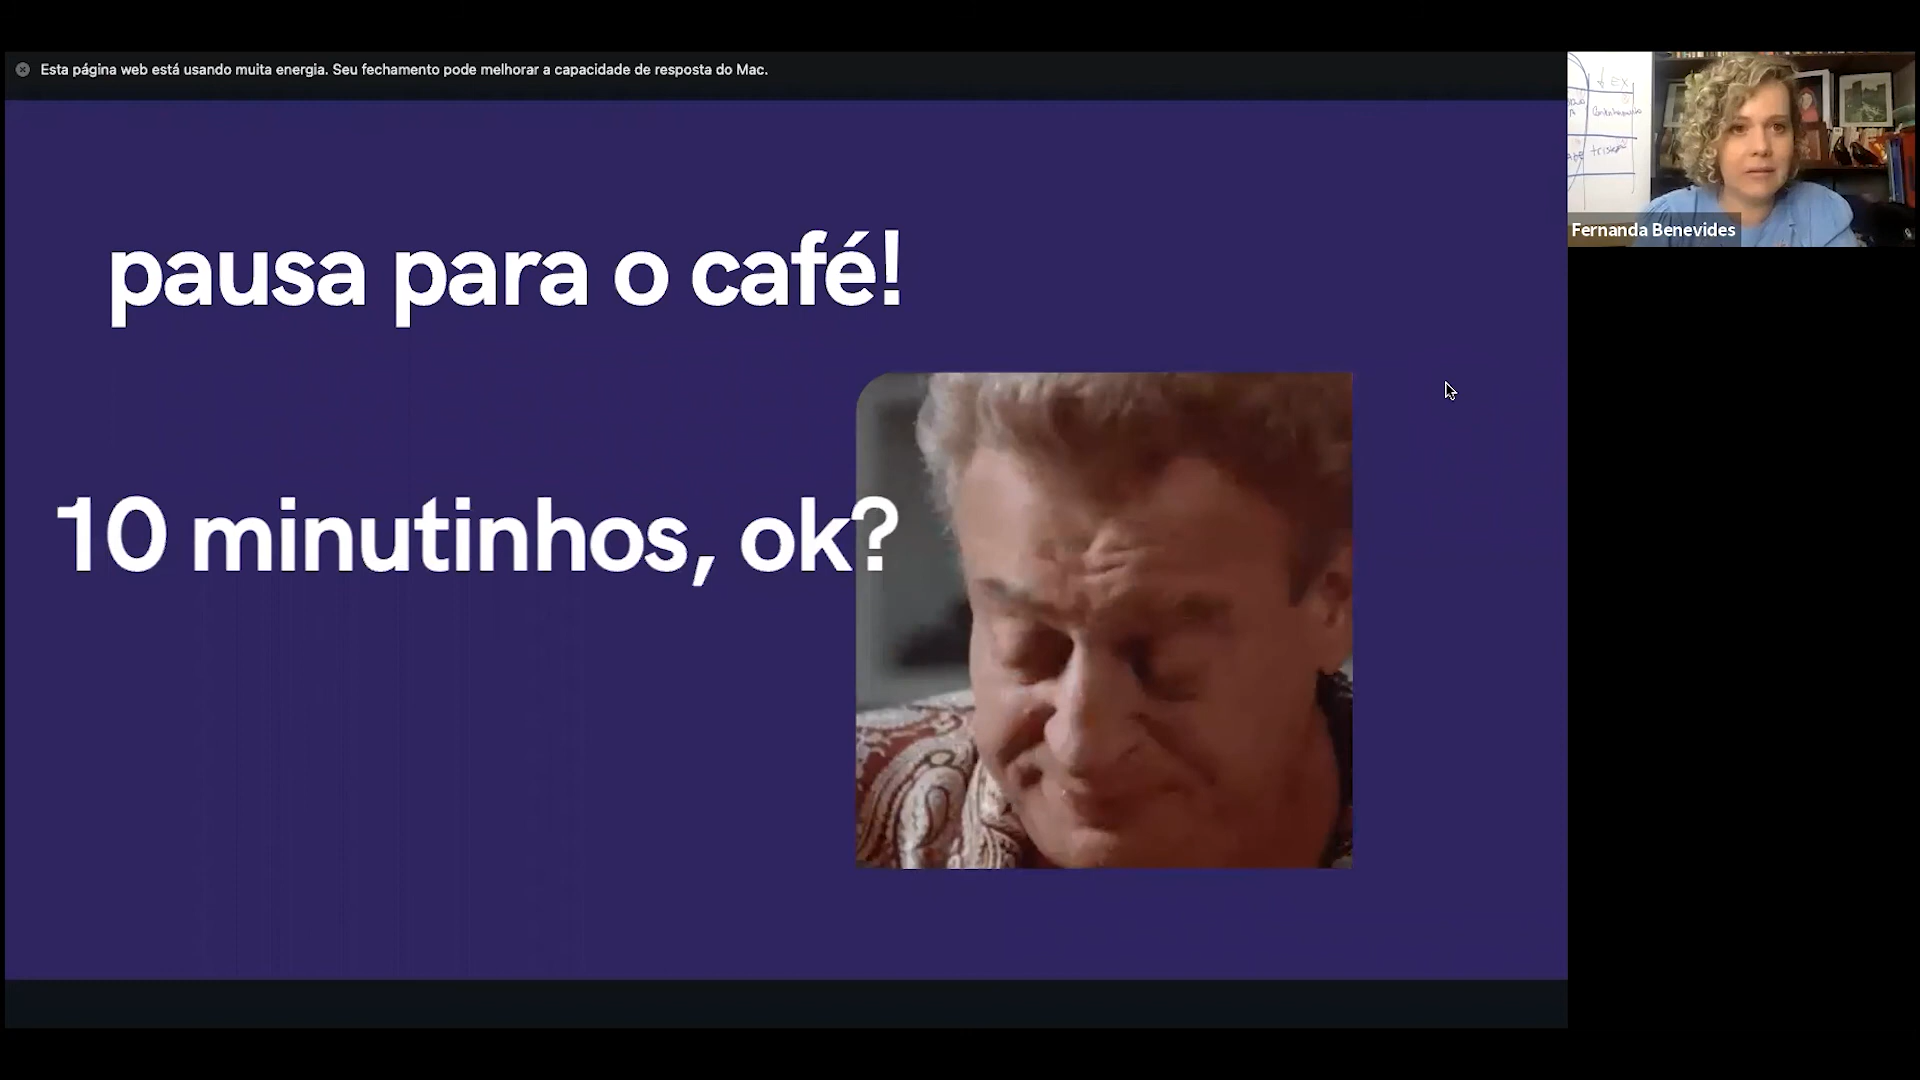 Esta página web está usando muita energia. Seu fechamento pode melhorar a capacidade de resposta do Mac.
pausa para o café!
10 minutinhos, ok?
EX
Fernanda Benevides